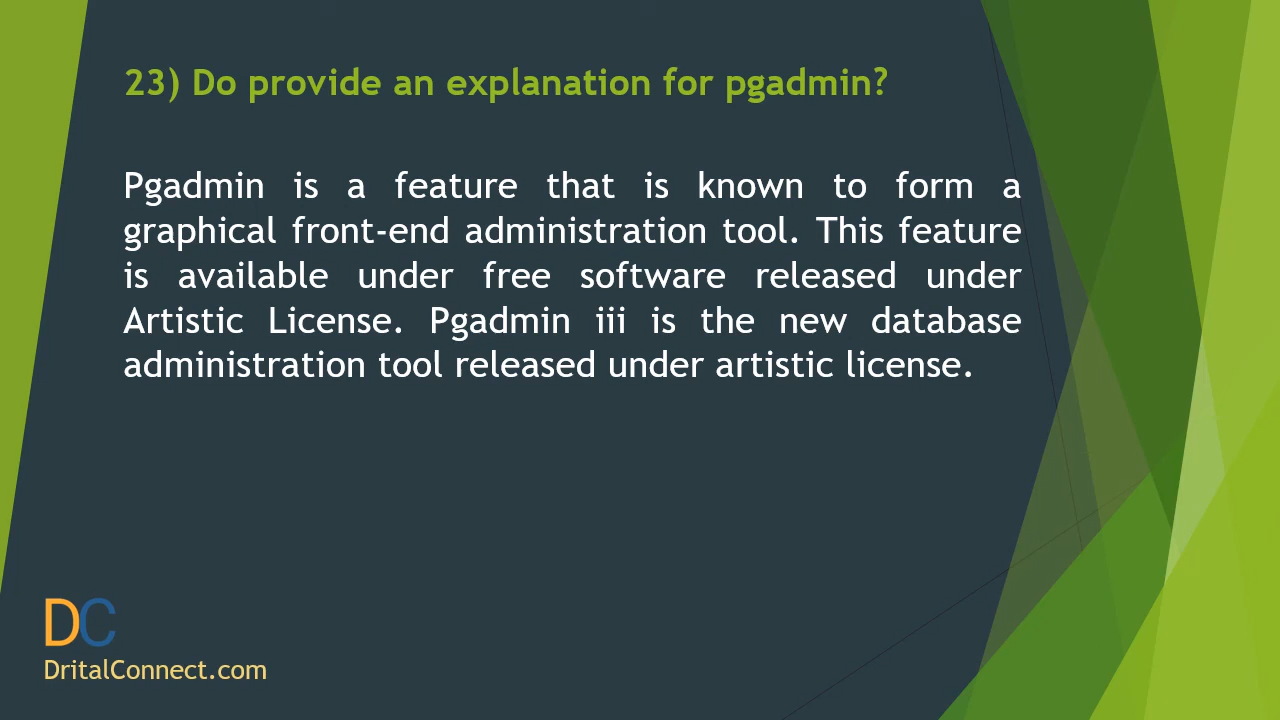 23) Do provide an explanation for pgadmin?
Pgadmin is a feature that is known to form a
graphical front-end administration tool. This feature
is available under free software released under
Artistic License. Pgadmin iii is the new database
administration tool released under artistic license.
DC
DritalConnect.com